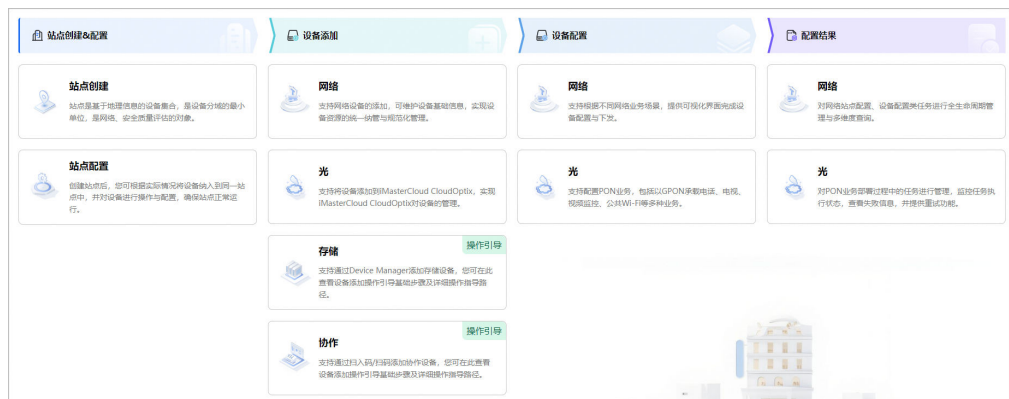 站点创建&配置
设备添加
设备配置
配置结果
站点创建
站点是基于地理信息的设备集合，是设备分域的最小
单位，是网络、安全质量评估的对象。
站点配置
创建站点后，您可根据实际情况将设备纳入到同一站
点中，并对设备进行操作与配置，确保站点正常运
行。
网络
支持网络设备的添加，可维护设备基础信息，实现设
备资源的统一纳管与规范化管理。
光
支持将设备添加到iMasterCloud CloudOptix，实现
iMasterCloud CloudOptix对设备的管理。
操作引导
存储
支持通过Device Manager添加存储设备，您可在此
查看设备添加操作引导基础步骤及详细操作指导路
径。
操作引导
协作
支持通过扫入码/扫码添加协作设备，您可在此查看
设备添加操作引导基础步骤及详细操作指导路径。
网络
支持根据不同网络业务场景，提供可视化界面完成设
备配置与下发。
光
支持配置PON业务，包括以GPON承载电话、电视、
视频监控、公共Wi-Fi等多种业务。
网络
对网络站点配置、设备配置类任务进行全生命周期管
理与多维度查询。
光
对PON业务部署过程中的任务进行管理，监控任务执
行状态，查看失败信息，并提供重试功能。